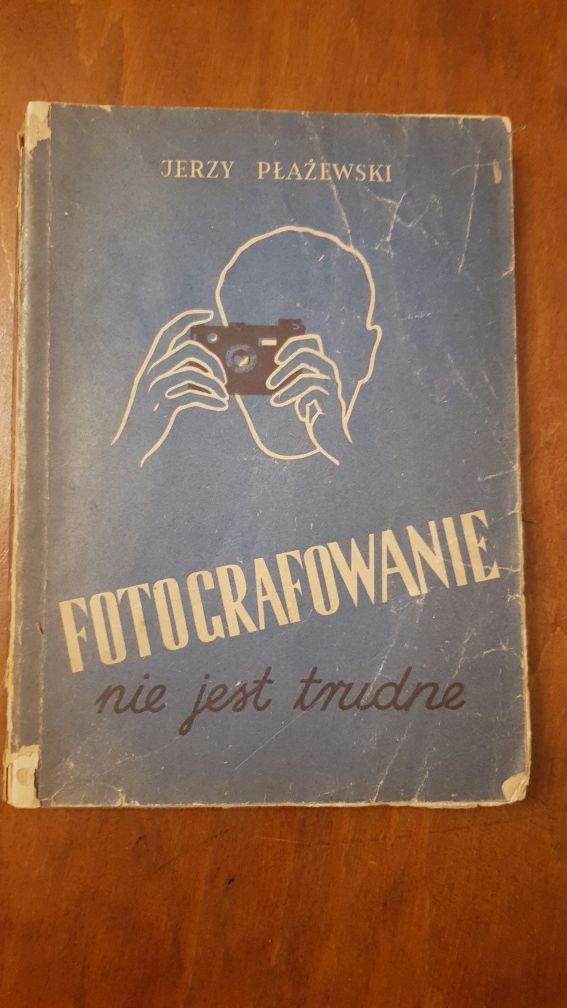 JERZY PŁAŻEWSKI
FOTOGRAFOWANIE
nie jest trudne